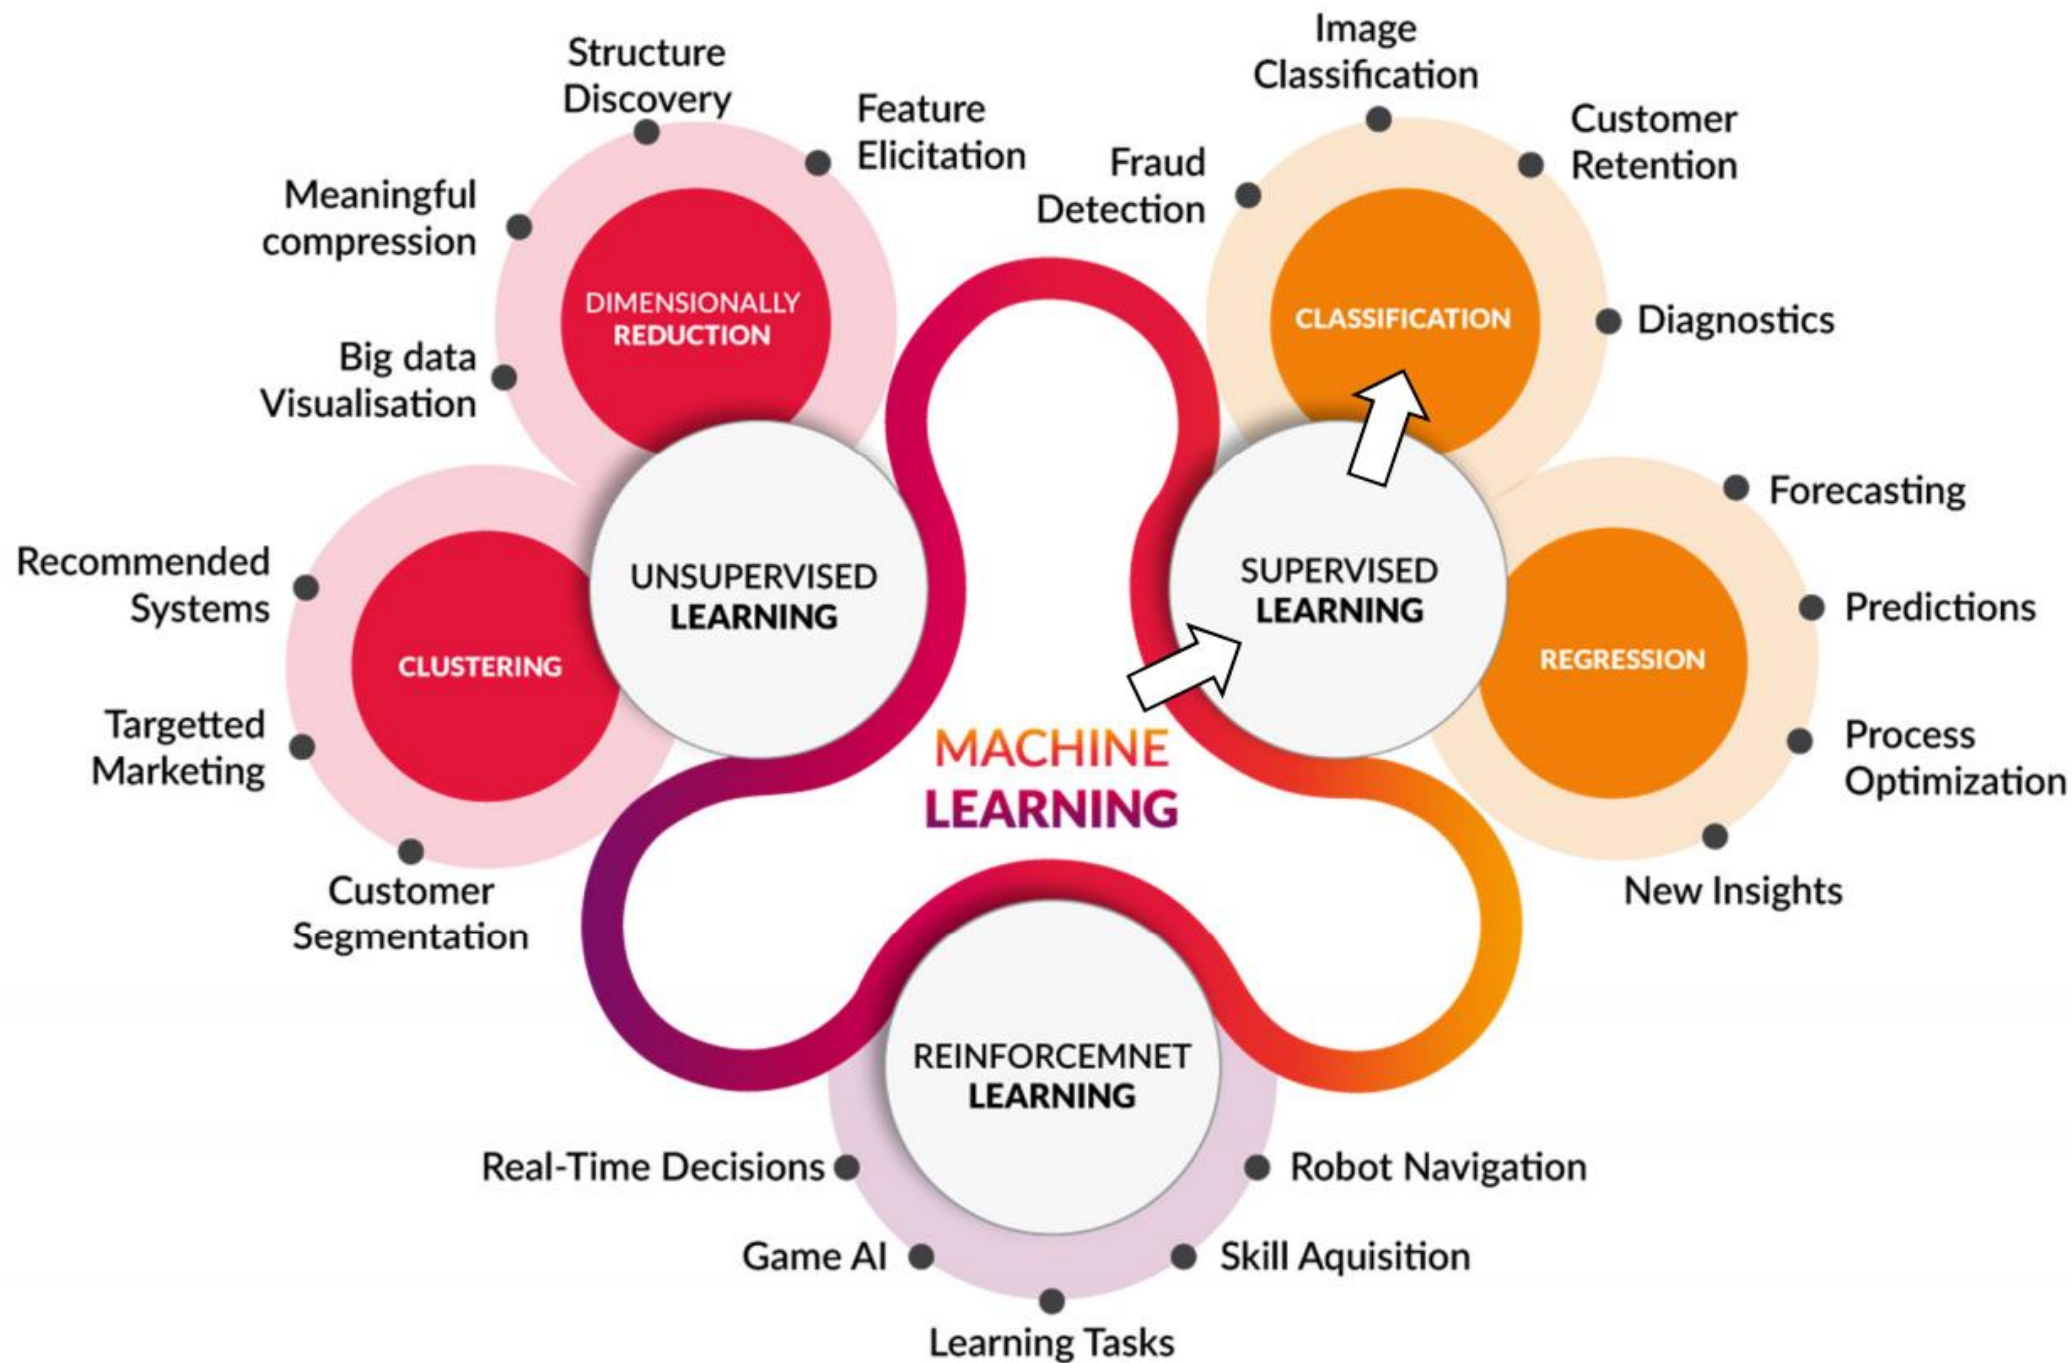 Structure
Discovery
Feature
Elicitation
Meaningful
compression
Big data
Visualisation
DIMENSIONALLY
REDUCTION
Recommended
Systems
Targetted
Marketing
Customer
Segmentation
CLUSTERING
UNSUPERVISED
LEARNING
Image
Classification
Fraud
Detection
Customer
Retention
Diagnostics
CLASSIFICATION
SUPERVISED
LEARNING
Forecasting
Predictions
Process
Optimization
New Insights
REGRESSION
MACHINE
LEARNING
REINFORCEMNET
LEARNING
Real-Time Decisions
Game AI
Learning Tasks
Skill Aquisition
Robot Navigation